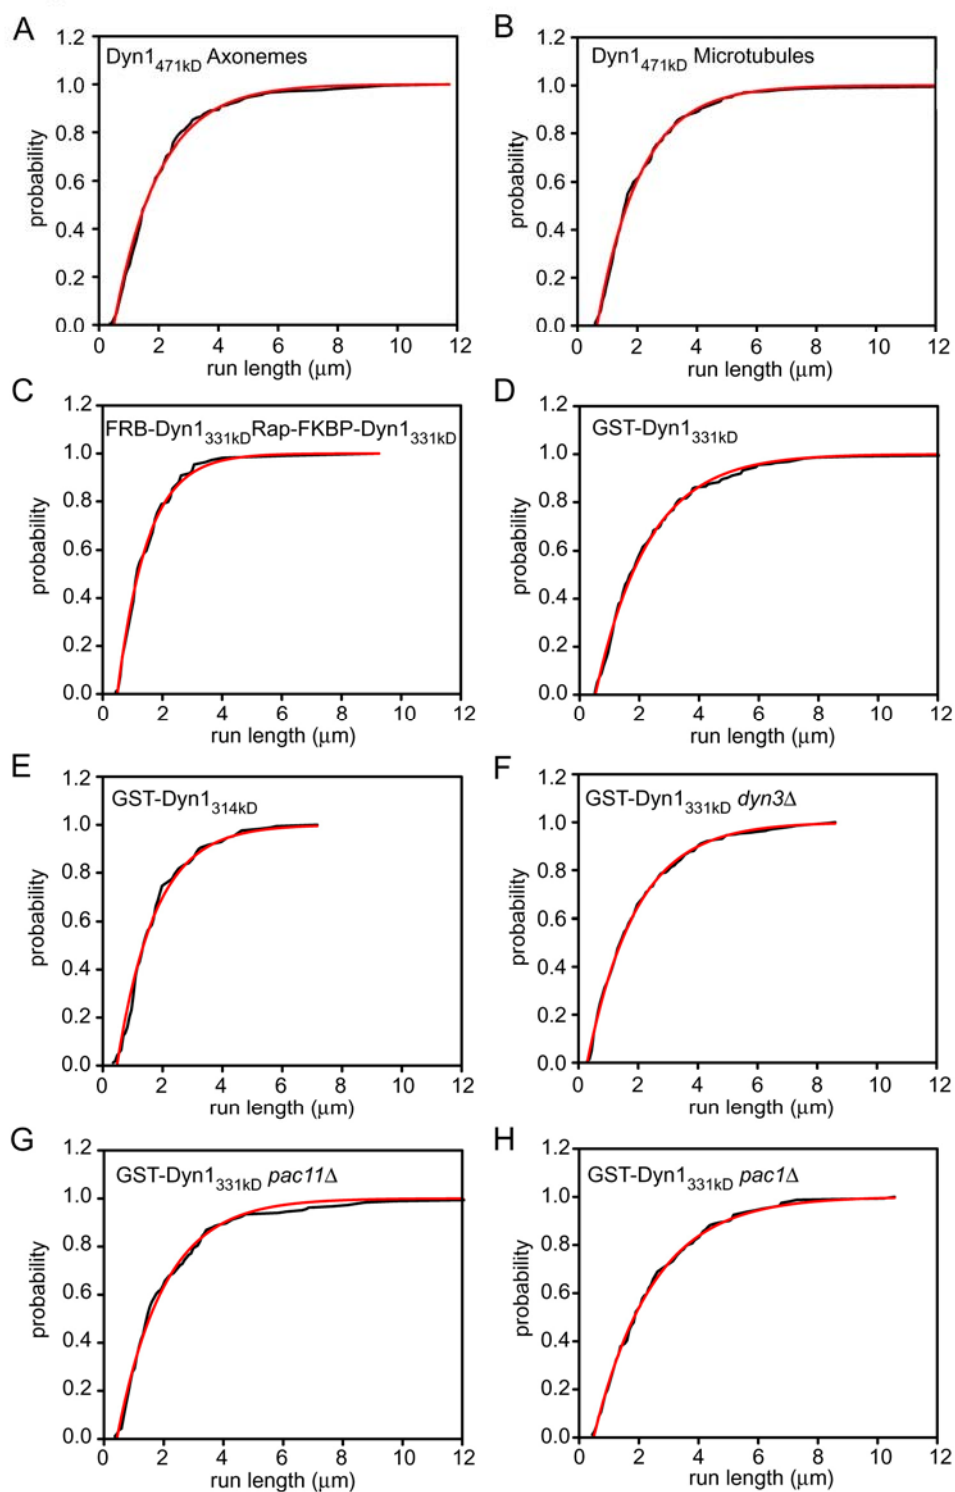 A
Dyn1471kD Axonemes
1.2
1.0
0.8
0.6
0.4
0.2
0.0
probability
0 2 4 6 8 10 12
run length (μm)
B
Dyn1471kD Microtubules
1.2
1.0
0.8
0.6
0.4
0.2
0.0
probability
0 2 4 6 8 10 12
run length (μm)
C
FRB-Dyn1331kDRap-FKBP-Dyn1331kD
1.2
1.0
0.8
0.6
0.4
0.2
0.0
probability
0 2 4 6 8 10 12
run length (μm)
D
GST-Dyn1331kD
1.2
1.0
0.8
0.6
0.4
0.2
0.0
probability
0 2 4 6 8 10 12
run length (μm)
E
GST-Dyn1314kD
1.2
1.0
0.8
0.6
0.4
0.2
0.0
probability
0 2 4 6 8 10 12
run length (μm)
F
GST-Dyn1331kD dyn3Δ
1.2
1.0
0.8
0.6
0.4
0.2
0.0
probability
0 2 4 6 8 10 12
run length (μm)
G
GST-Dyn1331kD pac11Δ
1.2
1.0
0.8
0.6
0.4
0.2
0.0
probability
0 2 4 6 8 10 12
run length (μm)
H
GST-Dyn1331kD pac1Δ
1.2
1.0
0.8
0.6
0.4
0.2
0.0
probability
0 2 4 6 8 10 12
run length (μm)